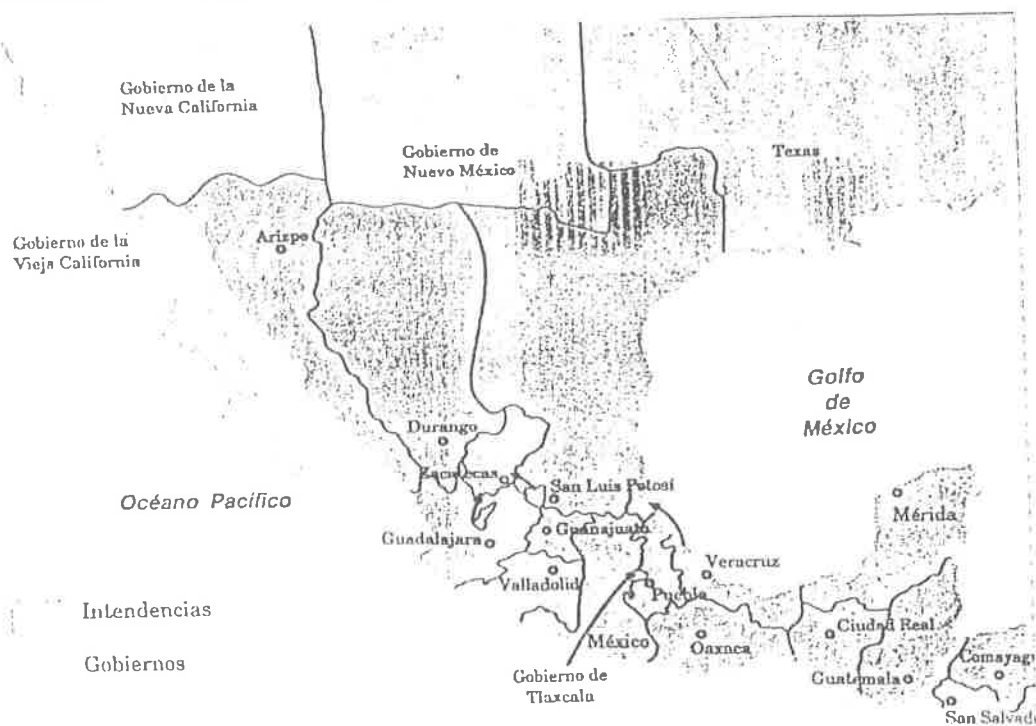 Gobierno de la
Nueva California
Gobierno de
Nuevo México
Texas
Gobierno de la
Vieja California
Arizpe
Golfo
de
México
Durango
Zacatecas
Océano Pacífico
San Luis Potosí
Mérida
Guadalajara
Guanajuato
Veracruz
Valladolid
Puebla
Intendencias
México
Oaxaca
Ciudad Real
Gobiernos
Gobierno de
Tlaxcala
Guatemala
Comayag
San Salvad